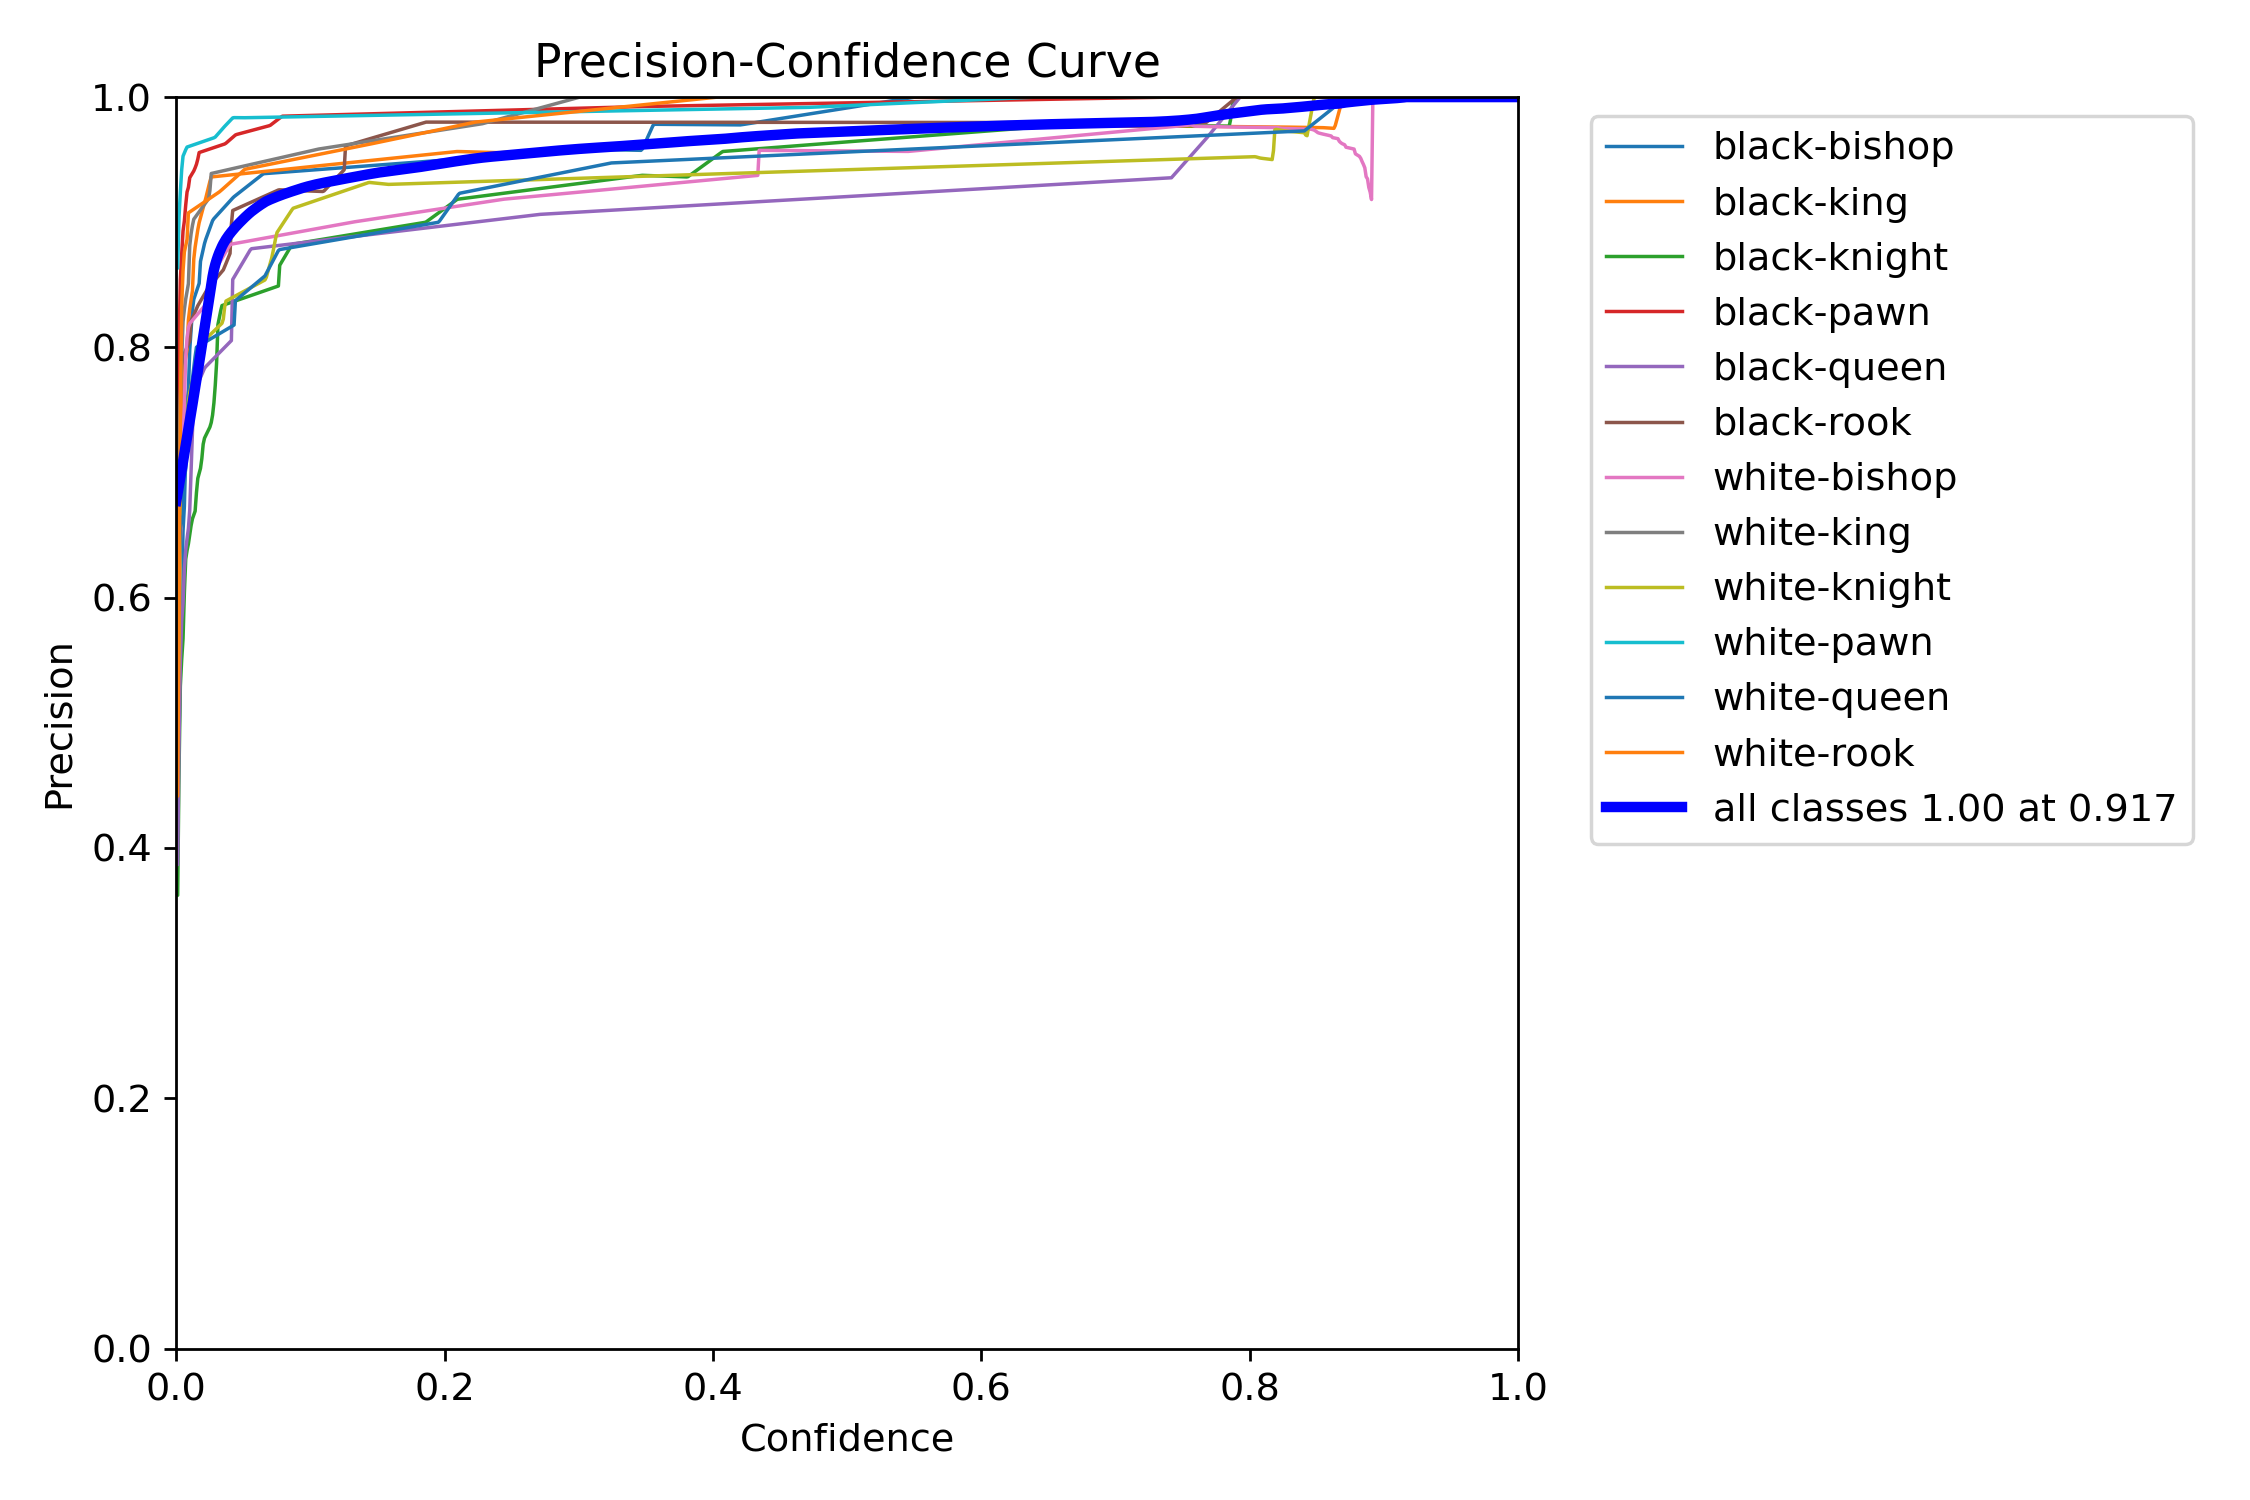 Precision-Confidence Curve
1.0
0.8
0.6
0.4
0.2
0.0
Precision
0.0 0.2 0.4 0.6 0.8 1.0
Confidence
black-bishop
black-king
black-knight
black-pawn
black-queen
black-rook
white-bishop
white-king
white-knight
white-pawn
white-queen
white-rook
all classes 1.00 at 0.917